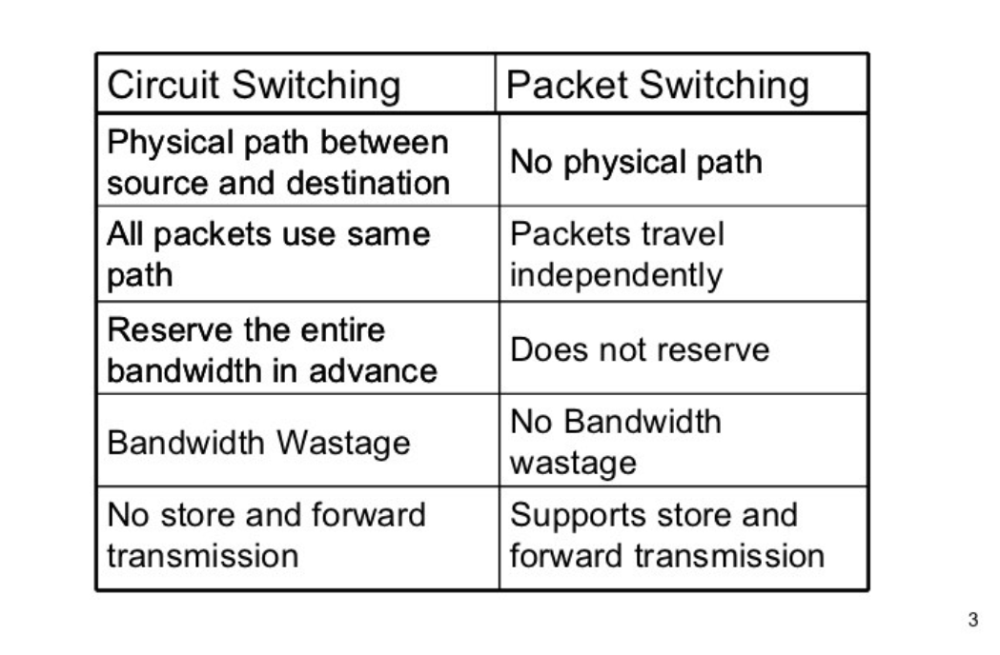 Circuit Switching
Packet Switching
Physical path between
source and destination
No physical path
All packets use same
path
Packets travel
independently
Reserve the entire
bandwidth in advance
Does not reserve
Bandwidth Wastage
No Bandwidth
wastage
No store and forward
transmission
Supports store and
forward transmission
3